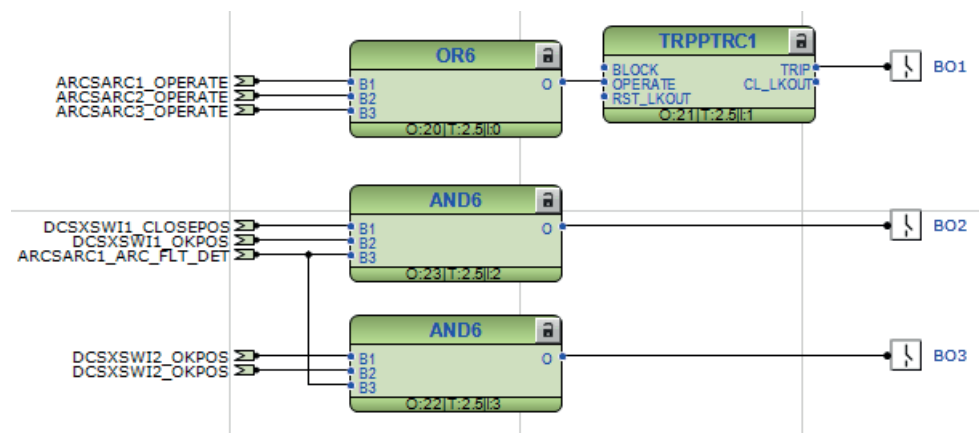 OR6
TRPPTRC1
ARCSARC1_OPERATE
ARCSARC2_OPERATE
ARCSARC3_OPERATE
B1
B2
B3
O
BLOCK
OPERATE
RST_LKOUT
TRIP
CL_LKOUT
BO1
O:20|T:2.5|I:0
O:21|T:2.5|I:1
AND6
DCSXSWI1_CLOSEPOS
DCSXSWI1_OKPOS
ARCSARC1_ARC_FLT_DET
B1
B2
B3
O
BO2
O:23|T:2.5|I:2
AND6
DCSXSWI2_OKPOS
DCSXSWI2_OKPOS
B1
B2
B3
O
BO3
O:22|T:2.5|I:3